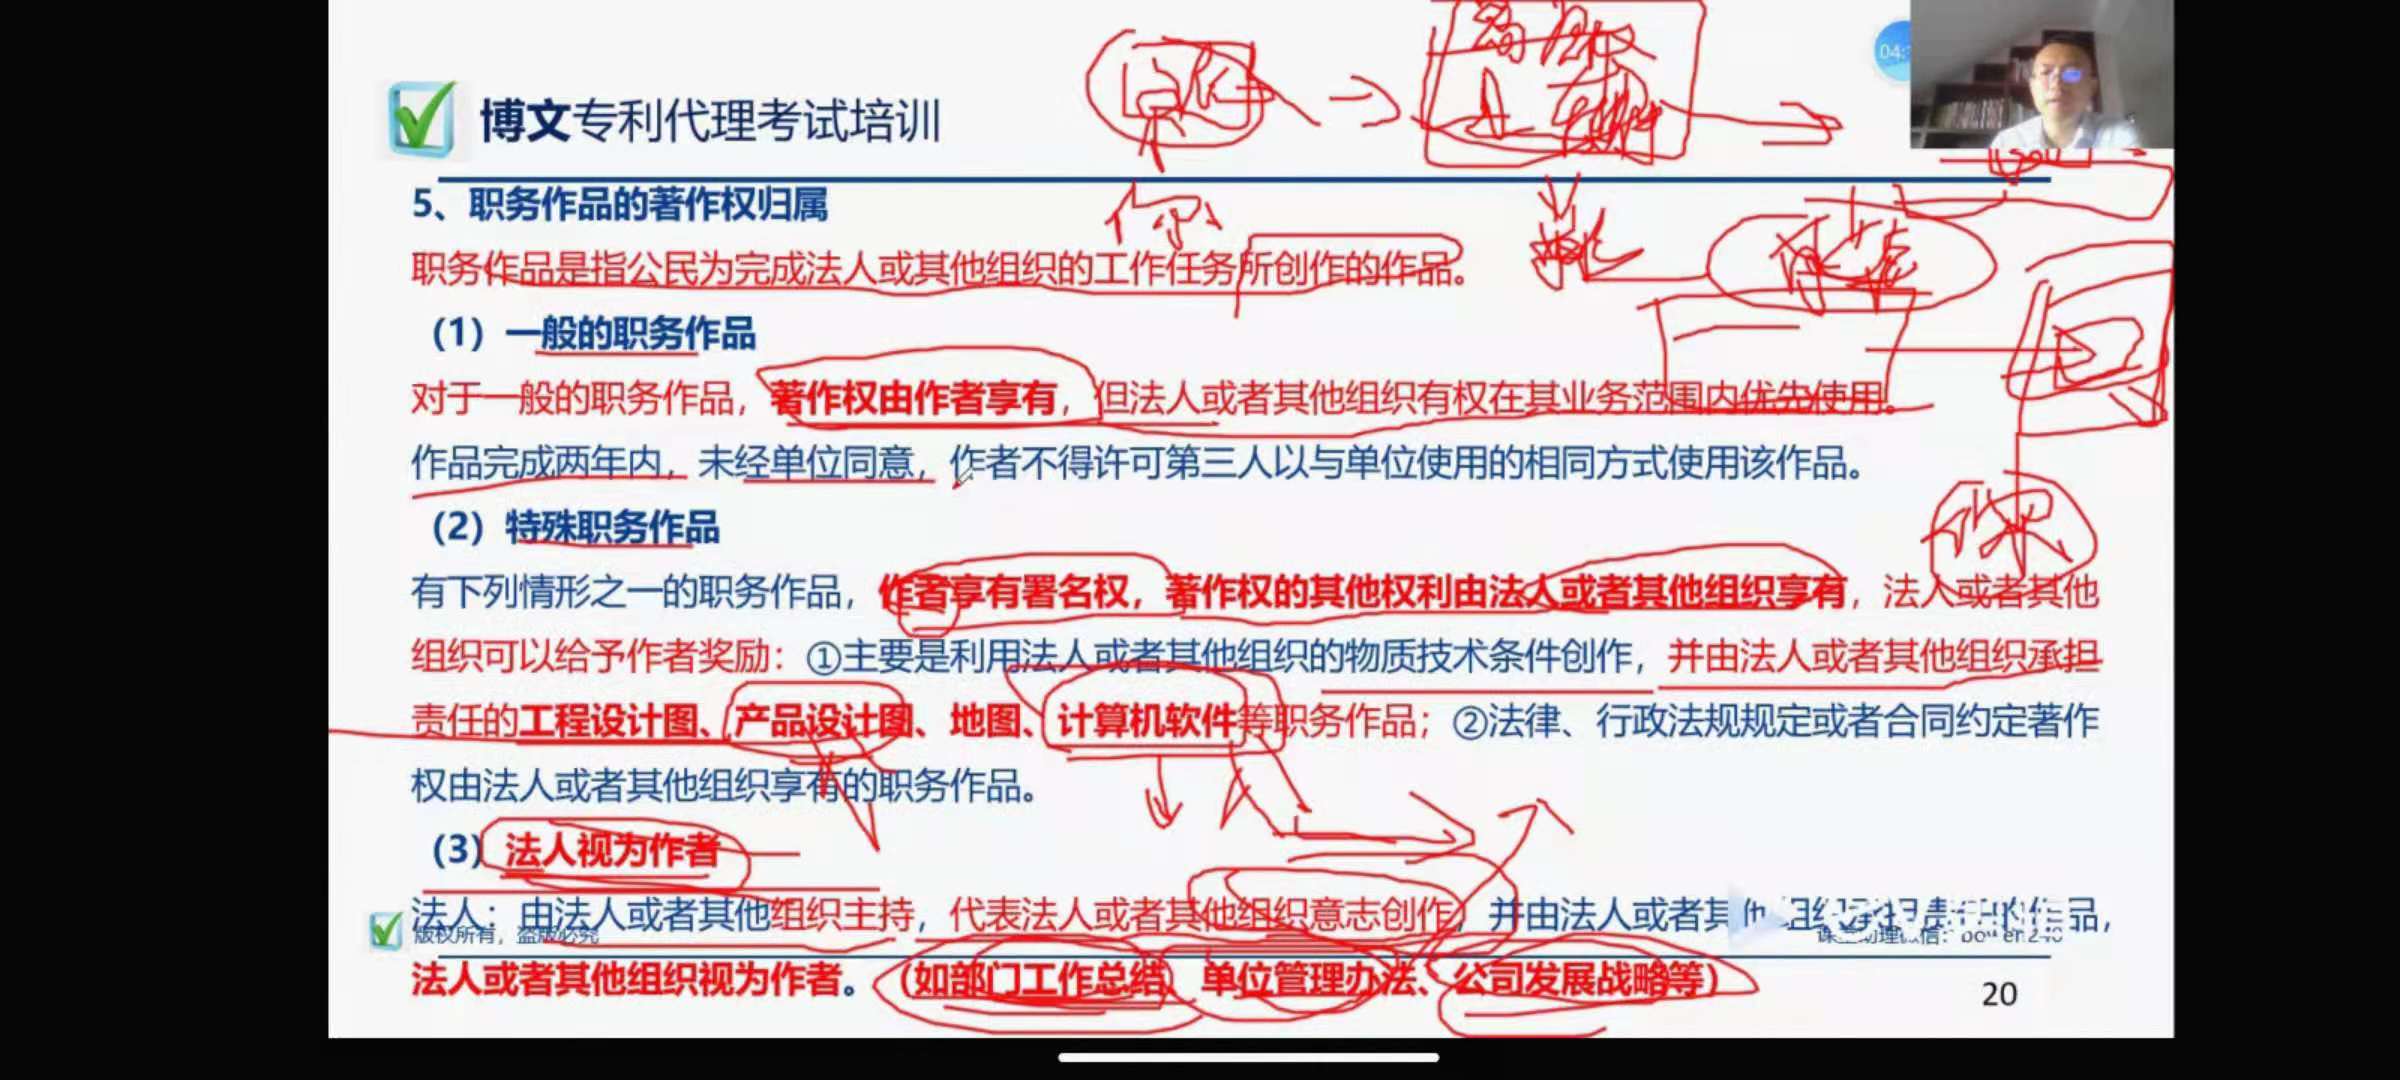 04:
博文专利代理考试培训
5、职务作品的著作权归属
职务作品是指公民为完成法人或其他组织的工作任务所创作的作品。
（1）一般的职务作品
对于一般的职务作品，著作权由作者享有，但法人或者其他组织有权在其业务范围内优先使用。
作品完成两年内，未经单位同意，作者不得许可第三人以与单位使用的相同方式使用该作品。
（2）特殊职务作品
有下列情形之一的职务作品，作者享有署名权，著作权的其他权利由法人或者其他组织享有，法人或者其他
组织可以给予作者奖励：①主要是利用法人或者其他组织的物质技术条件创作，并由法人或者其他组织承担
责任的工程设计图、产品设计图、地图、计算机软件等职务作品；②法律、行政法规规定或者合同约定著作
权由法人或者其他组织享有的职务作品。
（3）法人视为作者
法人：由法人或者其他组织主持，代表法人或者其他组织意志创作，并由法人或者其他组织承担责任的作品，
版权所有，盗版必究
法人或者其他组织视为作者。（如部门工作总结、单位管理办法、公司发展战略等）
20